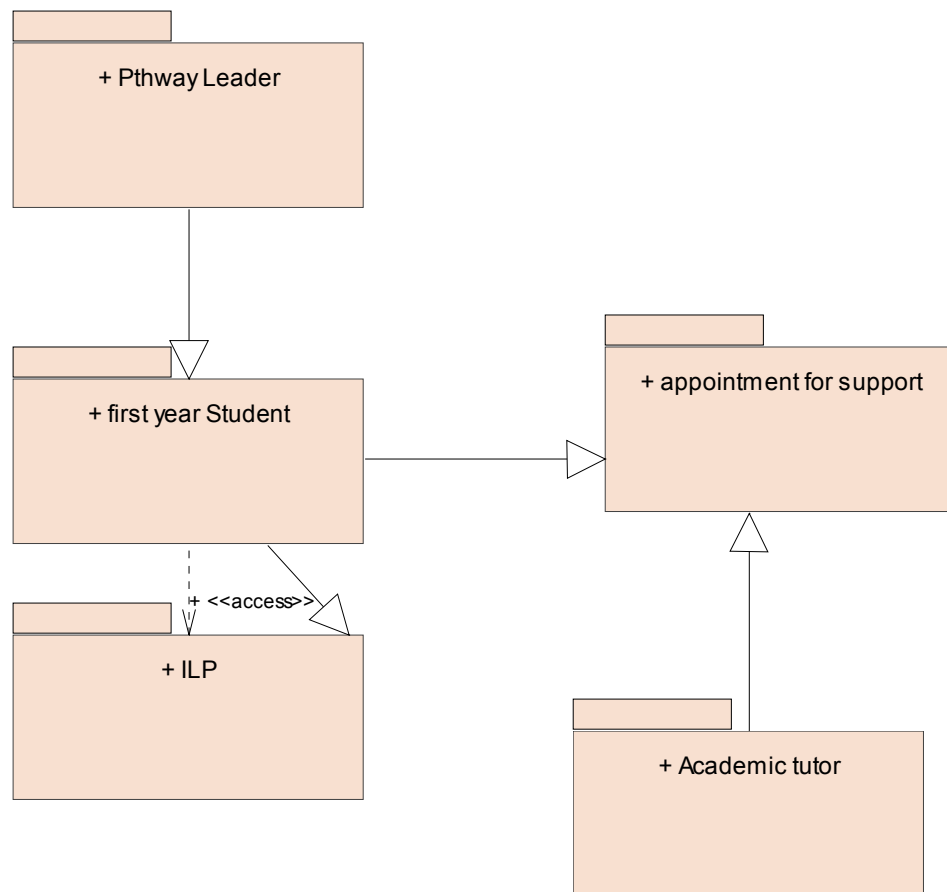 + Pthway Leader
+ first year Student
+ appointment for support
+ <<access>>
+ ILP
+ Academic tutor